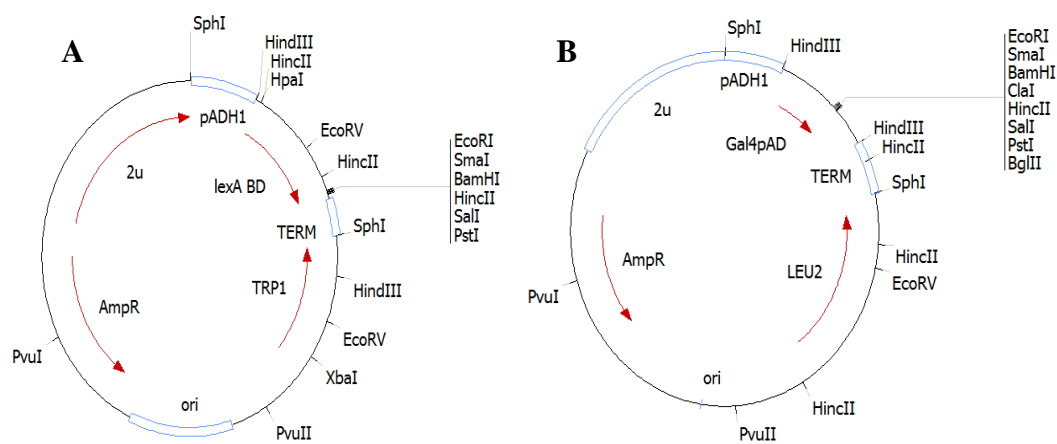 A
SphI
HindIII
HincII
HpaI
pADH1
EcoRV
2u
HincII
lexA BD
EcoRI
SmaI
BamHI
HincII
SalI
PstI
TERM
SphI
TRP1
HindIII
AmpR
EcoRV
PvuI
XbaI
ori
PvuII
B
SphI
HindIII
pADH1
2u
EcoRI
SmaI
BamHI
ClaI
HincII
SalI
PstI
BglII
Gal4pAD
HindIII
HincII
TERM
SphI
AmpR
LEU2
HincII
EcoRV
PvuI
ori
HincII
PvuII